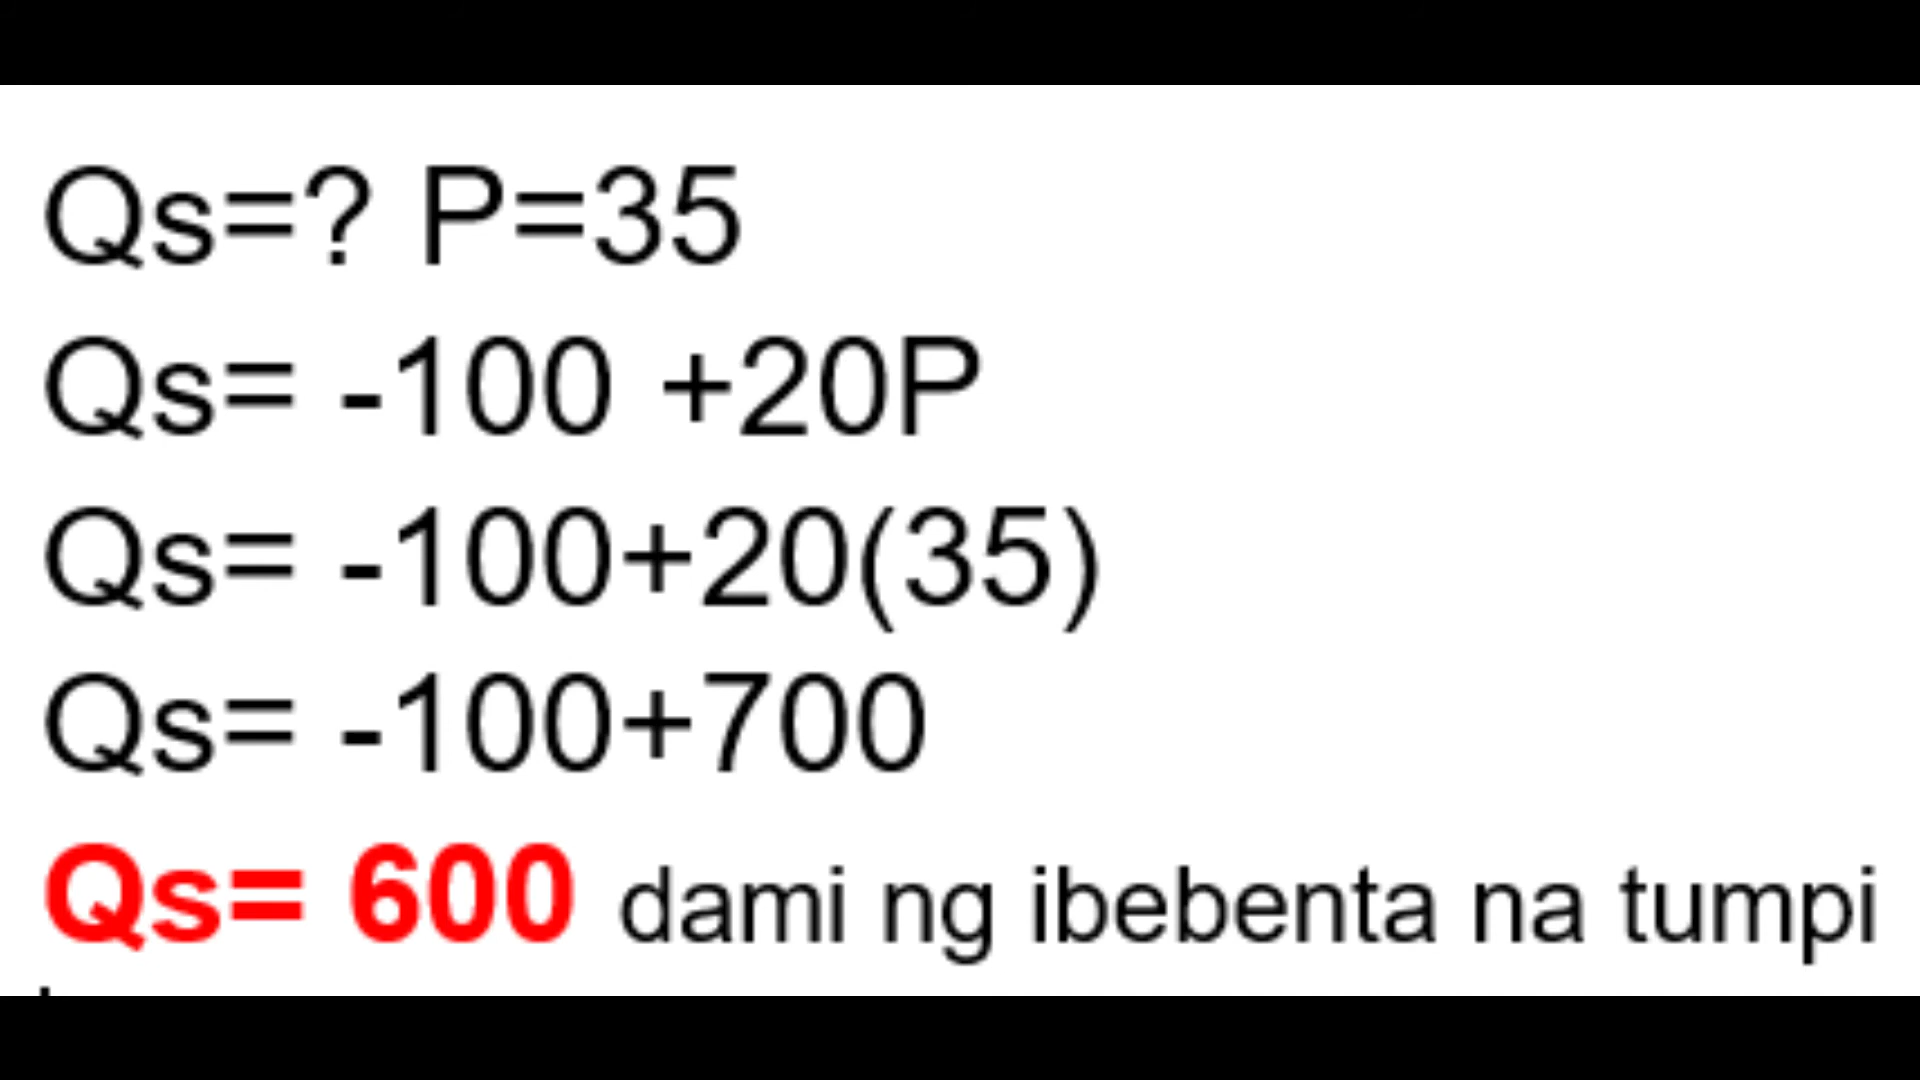 Qs=? P=35
Qs= -100 +20P
Qs= -100+20(35)
Qs= -100+700
Qs= 600 dami ng ibebenta na tumpi